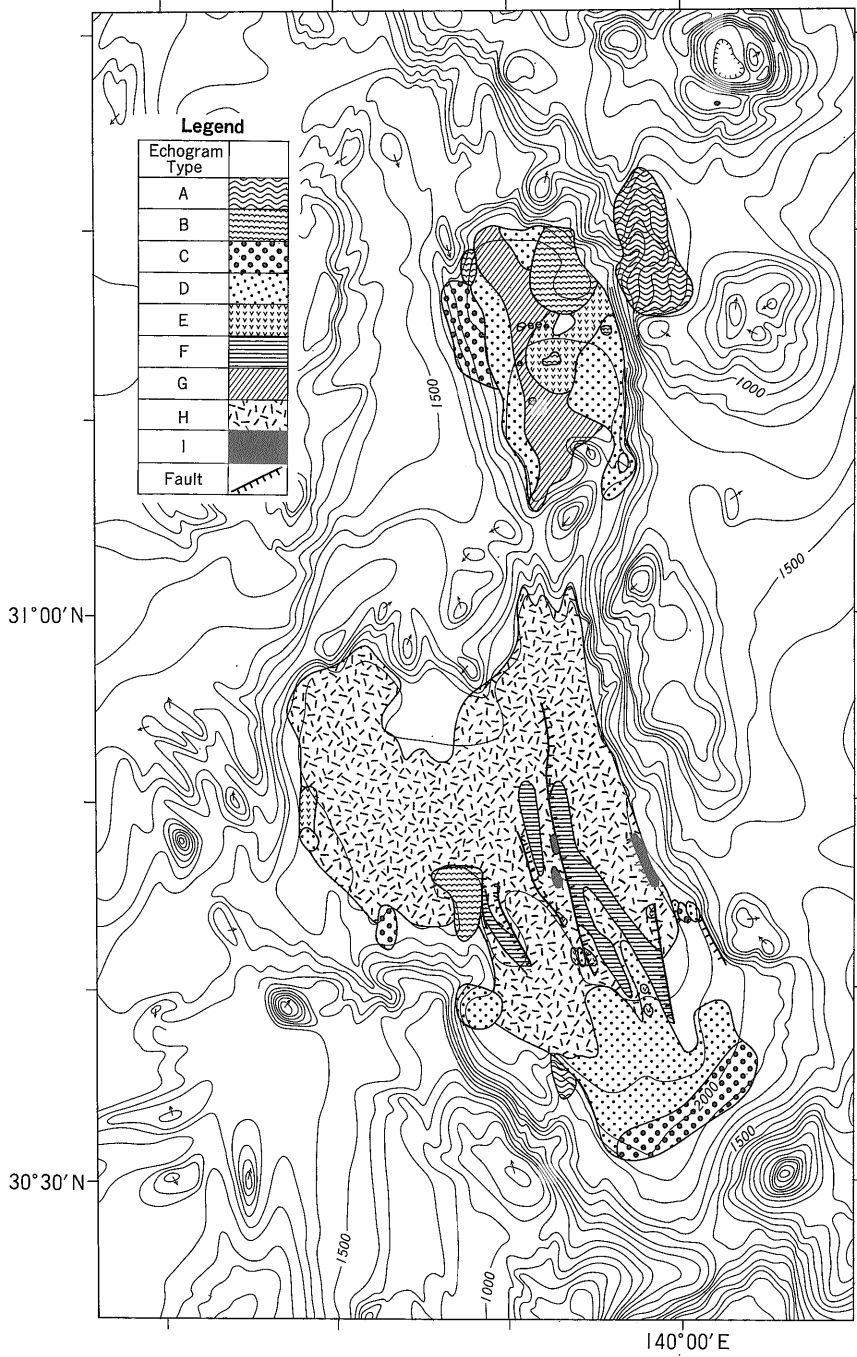 Legend
Echogram
Type
A
B
C
D
E
F
G
H
I
Fault
1500
1000
1500
31°00′N
2000
1500
30°30′N
1500
1000
140°00′E